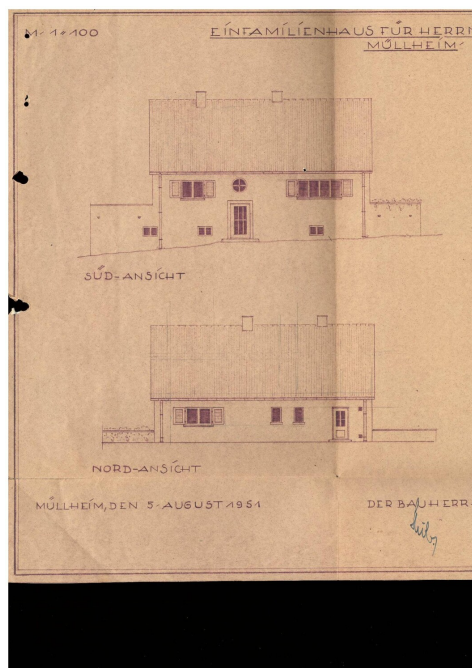 M. 1:100
EINFAMILIENHAUS FÜR HERRN
MÜLLHEIM
SÜD-ANSICHT
NORD-ANSICHT
MÜLLHEIM, DEN 5. AUGUST 1951
DER BAUHERR